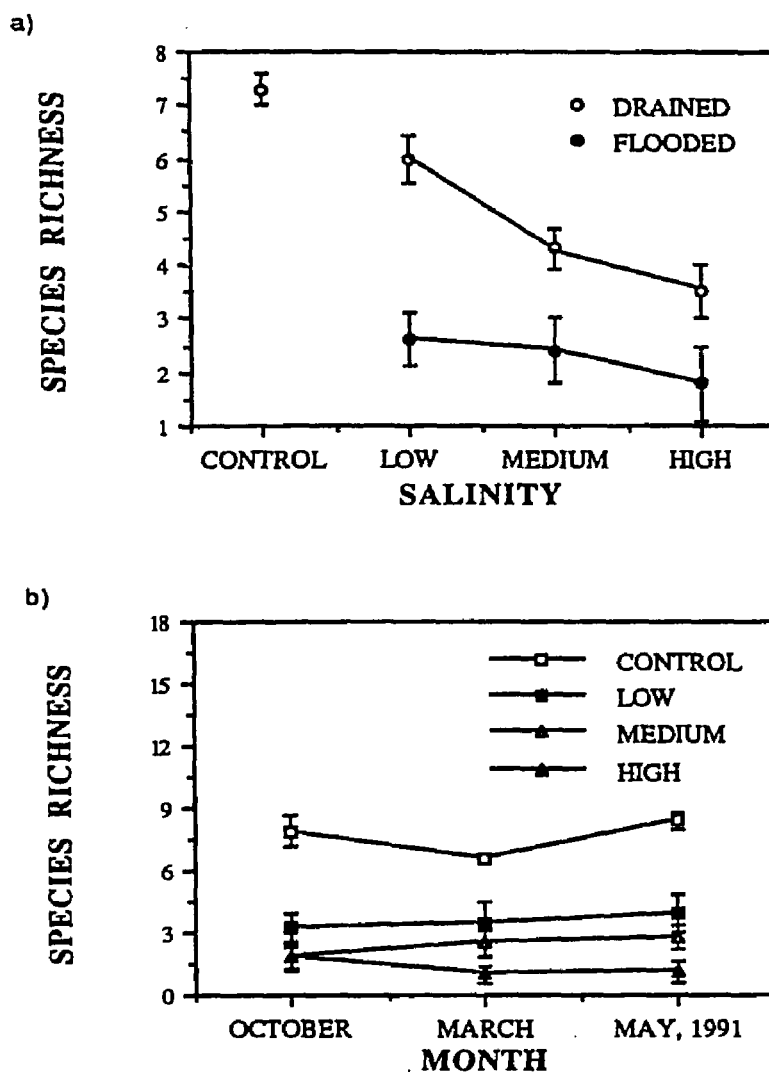 a)
SPECIES RICHNESS
8
7
6
5
4
3
2
1
DRAINED
FLOODED
CONTROL LOW MEDIUM HIGH
SALINITY
b)
SPECIES RICHNESS
18
15
12
9
6
3
0
CONTROL
LOW
MEDIUM
HIGH
OCTOBER MARCH MAY, 1991
MONTH